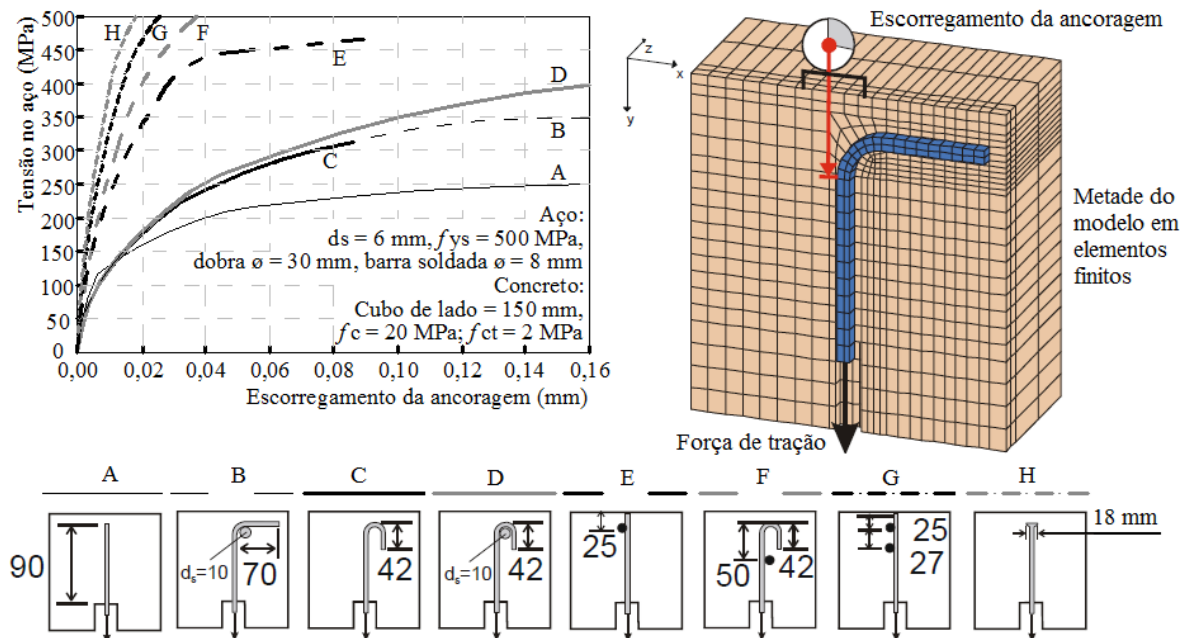 Tensão no aço (MPa)
500
450
400
350
300
250
200
150
100
50
0
H
G
F
E
D
B
C
A
Aço:
ds = 6 mm, fys = 500 MPa,
dobra ø = 30 mm, barra soldada ø = 8 mm
Concreto:
Cubo de lado = 150 mm,
fc = 20 MPa; fct = 2 MPa
0,00 0,02 0,04 0,06 0,08 0,10 0,12 0,14 0,16
Escorregamento da ancoragem (mm)
Escorregamento da ancoragem
z
x
y
Metade do
modelo em
elementos
finitos
Força de tração
A B C D E F G H
90
ds=10
70
42
ds=10
42
25
50
42
25
27
18 mm